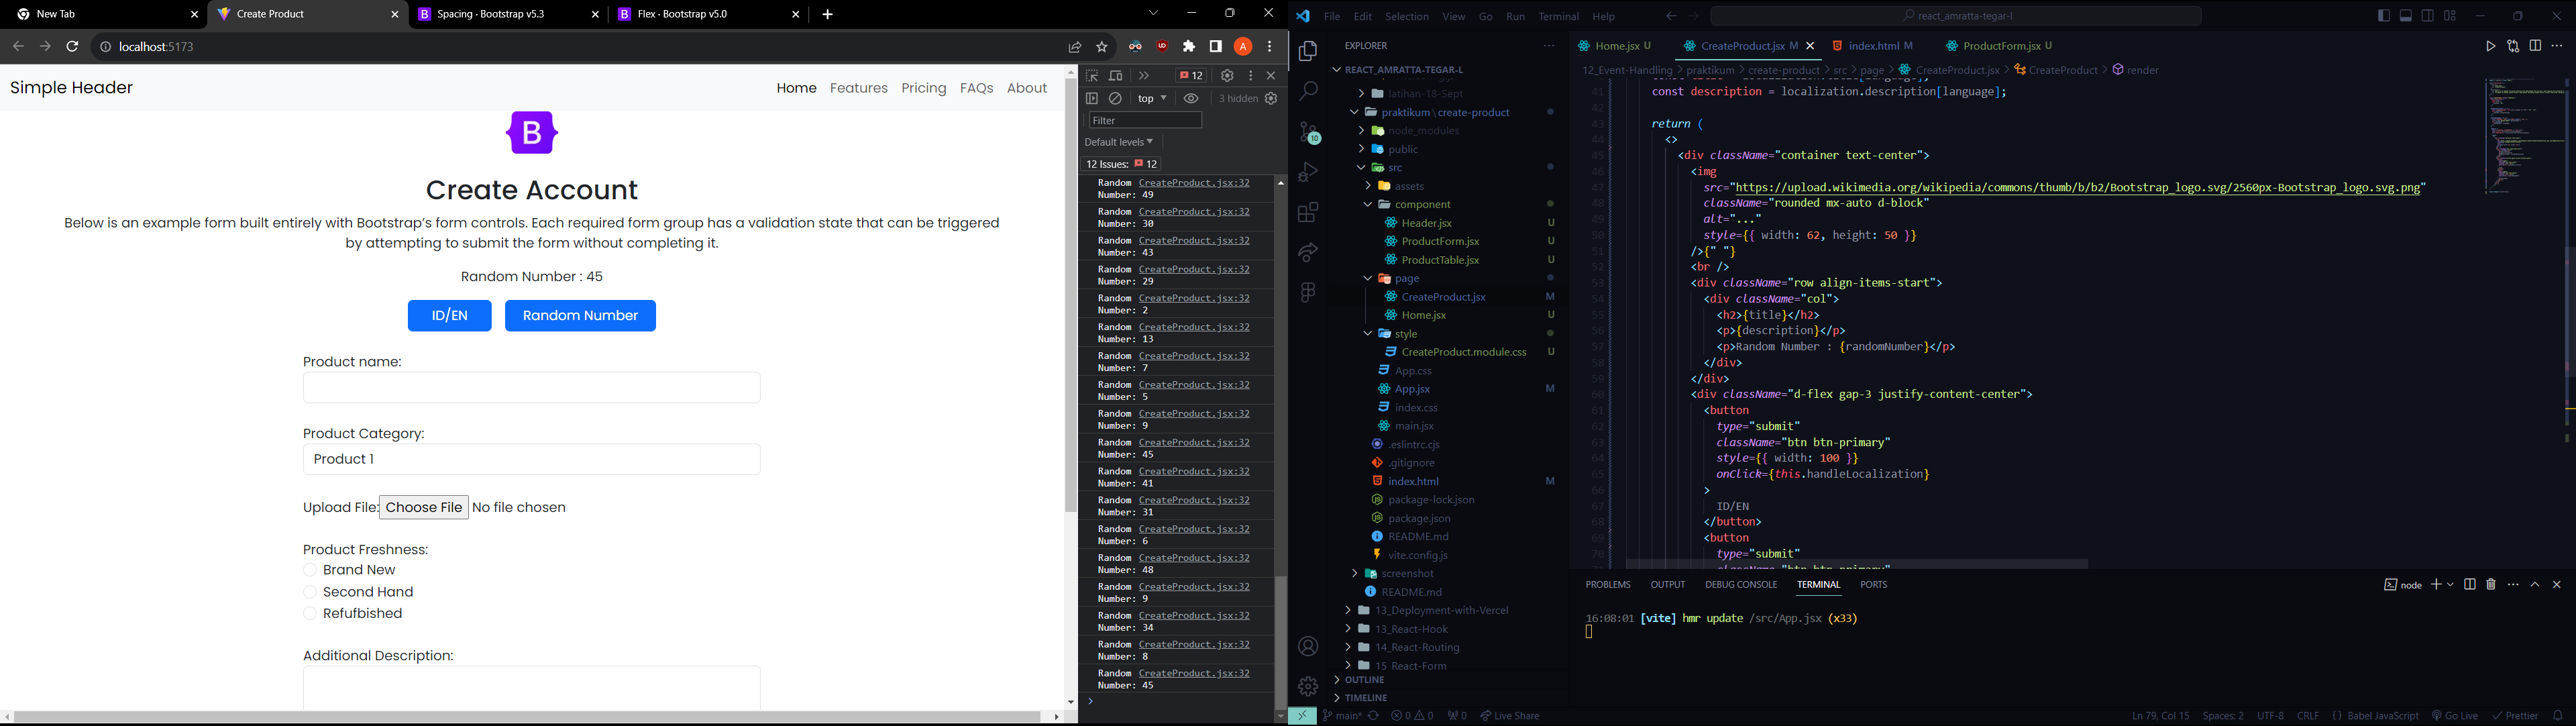 New Tab
Create Product
Spacing · Bootstrap v5.3
Flex · Bootstrap v5.0
localhost:5173
A
Simple Header
Home
Features
Pricing
FAQs
About
B
Create Account
Below is an example form built entirely with Bootstrap's form controls. Each required form group has a validation state that can be triggered
by attempting to submit the form without completing it.
Random Number : 45
ID/EN
Random Number
Product name:
Product Category:
Product 1
Upload File: Choose File No file chosen
Product Freshness:
Brand New
Second Hand
Refufbished
Additional Description:
12
top
3 hidden
Filter
Default levels
12 Issues: 12
Random CreateProduct.jsx:32
Number: 49
Random CreateProduct.jsx:32
Number: 30
Random CreateProduct.jsx:32
Number: 43
Random CreateProduct.jsx:32
Number: 29
Random CreateProduct.jsx:32
Number: 2
Random CreateProduct.jsx:32
Number: 13
Random CreateProduct.jsx:32
Number: 7
Random CreateProduct.jsx:32
Number: 5
Random CreateProduct.jsx:32
Number: 9
Random CreateProduct.jsx:32
Number: 45
Random CreateProduct.jsx:32
Number: 41
Random CreateProduct.jsx:32
Number: 31
Random CreateProduct.jsx:32
Number: 6
Random CreateProduct.jsx:32
Number: 48
Random CreateProduct.jsx:32
Number: 9
Random CreateProduct.jsx:32
Number: 34
Random CreateProduct.jsx:32
Number: 8
Random CreateProduct.jsx:32
Number: 45
File Edit Selection View Go Run Terminal Help
react_amratta-tegar-l
EXPLORER
REACT_AMRATTA-TEGAR-L
latihan-18-Sept
praktikum \ create-product
node_modules
public
src
assets
component
Header.jsx U
ProductForm.jsx U
ProductTable.jsx U
page
CreateProduct.jsx M
Home.jsx U
style
CreateProduct.module.css U
App.css
App.jsx M
index.css
main.jsx
.eslintrc.cjs
.gitignore
index.html M
package-lock.json
package.json
README.md
vite.config.js
screenshot
README.md
13_Deployment-with-Vercel
13_React-Hook
14_React-Routing
15 React-Form
OUTLINE
TIMELINE
10
Home.jsx U
CreateProduct.jsx M
index.html M
ProductForm.jsx U
12_Event-Handling > praktikum > create-product > src > page > CreateProduct.jsx > CreateProduct > render
41 const description = localization.description[language];
42
43 return (
44 <>
45 <div className="container text-center">
46 <img
47 src="https://upload.wikimedia.org/wikipedia/commons/thumb/b/b2/Bootstrap_logo.svg/2560px-Bootstrap_logo.svg.png"
48 className="rounded mx-auto d-block"
49 alt="..."
50 style={{ width: 62, height: 50 }}
51 />{" "}
52 <br />
53 <div className="row align-items-start">
54 <div className="col">
55 <h2>{title}</h2>
56 <p>{description}</p>
57 <p>Random Number : {randomNumber}</p>
58 </div>
59 </div>
60 <div className="d-flex gap-3 justify-content-center">
61 <button
62 type="submit"
63 className="btn btn-primary"
64 style={{ width: 100 }}
65 onClick={this.handleLocalization}
66 >
67 ID/EN
68 </button>
69 <button
70 type="submit"
PROBLEMS OUTPUT DEBUG CONSOLE TERMINAL PORTS
node
16:08:01 [vite] hmr update /src/App.jsx (x33)
main* 0 0 0 Live Share
Ln 79, Col 15 Spaces: 2 UTF-8 CRLF {} Babel JavaScript Go Live Prettier